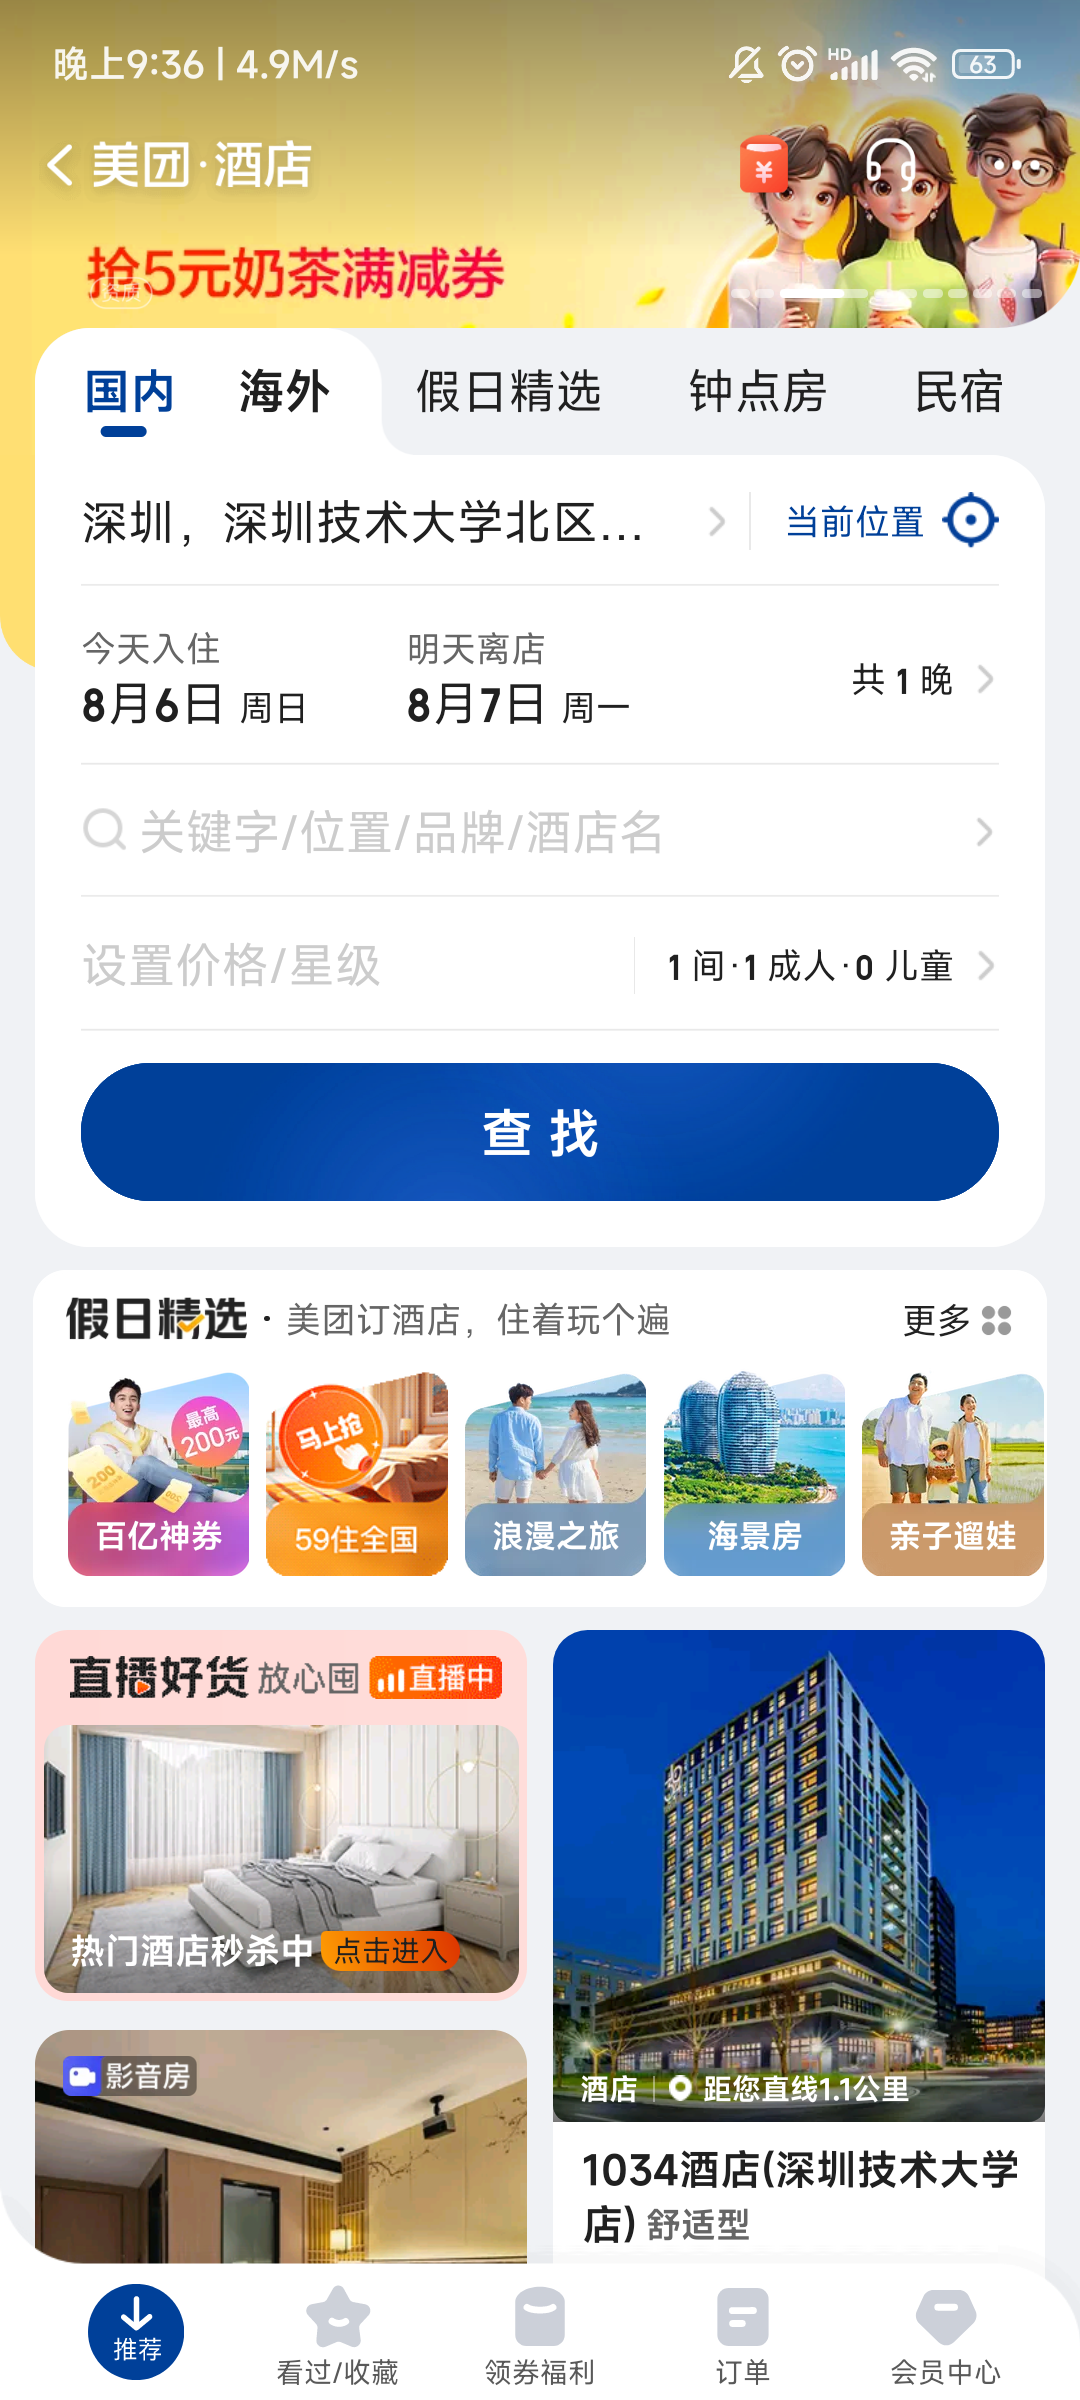 晚上9:36 | 4.9M/s
HD
63
美团·酒店
¥
抢5元奶茶满减券
资质
国内 海外 假日精选 钟点房 民宿
深圳，深圳技术大学北区... 当前位置
今天入住 明天离店
8月6日 周日 8月7日 周一 共 1 晚
关键字/位置/品牌/酒店名
设置价格/星级 1 间·1 成人·0 儿童
查 找
假日精选 · 美团订酒店，住着玩个遍 更多
最高
200元
200
200
马上抢
百亿神券 59住全国 浪漫之旅 海景房 亲子遛娃
直播好货 放心囤 直播中
热门酒店秒杀中 点击进入
影音房
酒店 | 距您直线1.1公里
1034酒店(深圳技术大学
店) 舒适型
推荐 看过/收藏 领券福利 订单 会员中心